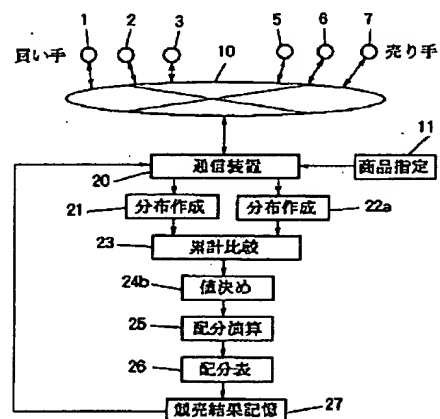 1 2 3 5 6 7
買い手 売り手
10
11
通信装置 商品指定
20
21 分布作成 分布作成 22a
23 累計比較
24b 値決め
25 配分演算
26 配分表
競売結果記憶 27